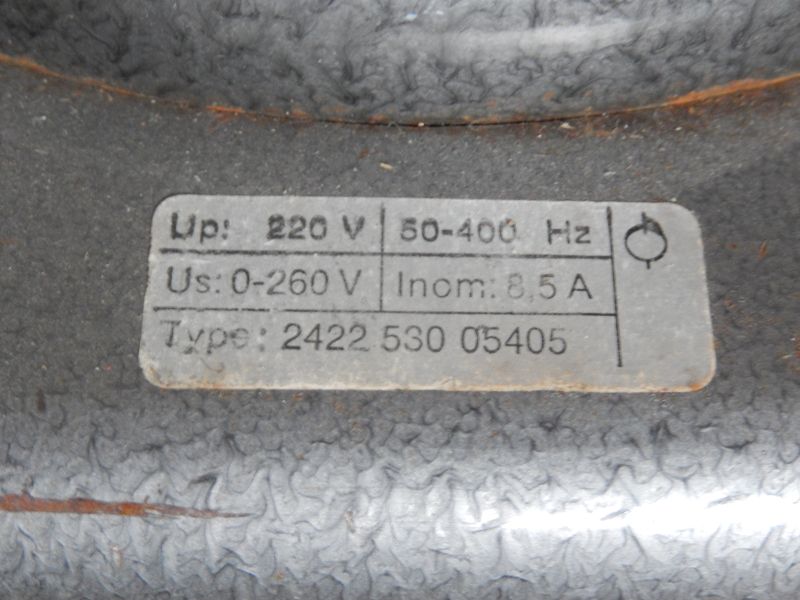 Up: 220 V 50-400 Hz
Us: 0-260 V Inom: 8,5 A
Type: 2422 530 05405